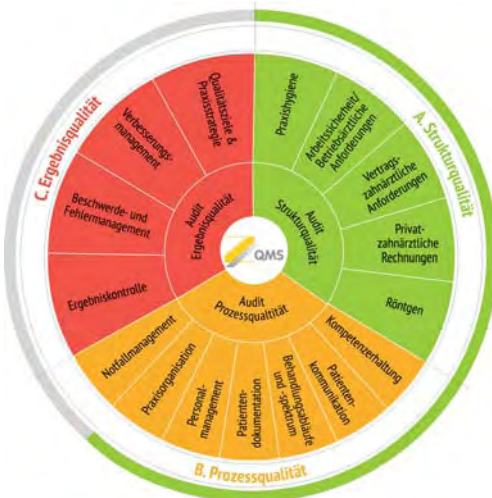 A. Strukturqualität
Praxishygiene
Arbeitssicherheit/
Betriebsärztliche
Anforderungen
Vertrags-
zahnärztliche
Anforderungen
Privat-
zahnärztliche
Rechnungen
Röntgen
Audit
Strukturqualität
B. Prozessqualität
Kompetenzerhaltung
Patienten-
kommunikation
Behandlungsabläufe
und -spektrum
Patienten-
dokumentation
Personal-
management
Praxisorganisation
Notfallmanagement
Audit
Prozessqualtität
C. Ergebnisqualität
Ergebniskontrolle
Beschwerde- und
Fehlermanagement
Verbesserungs-
management
Qualitätsziele &
Praxisstrategie
Audit
Ergebnisqualität
QMS